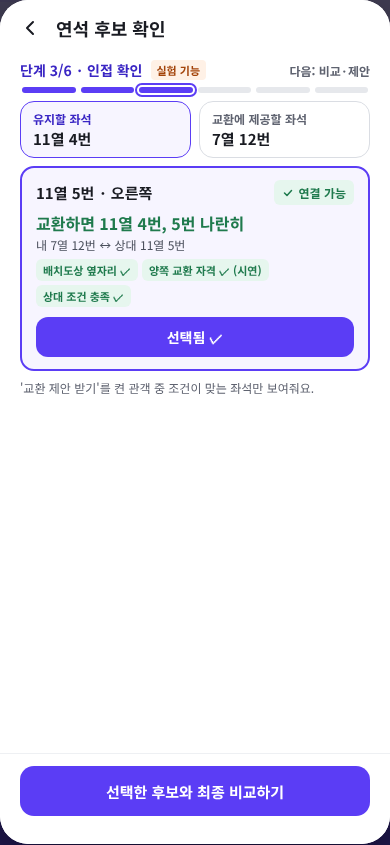 연석 후보 확인
단계 3/6 · 인접 확인 실험 기능 다음: 비교·제안
유지할 좌석
11열 4번
교환에 제공할 좌석
7열 12번
11열 5번 · 오른쪽 ✓ 연결 가능
교환하면 11열 4번, 5번 나란히
내 7열 12번 ↔ 상대 11열 5번
배치도상 옆자리 ✓ 양쪽 교환 자격 ✓ (시연)
상대 조건 충족 ✓
선택됨 ✓
'교환 제안 받기'를 켠 관객 중 조건이 맞는 좌석만 보여줘요.
선택한 후보와 최종 비교하기